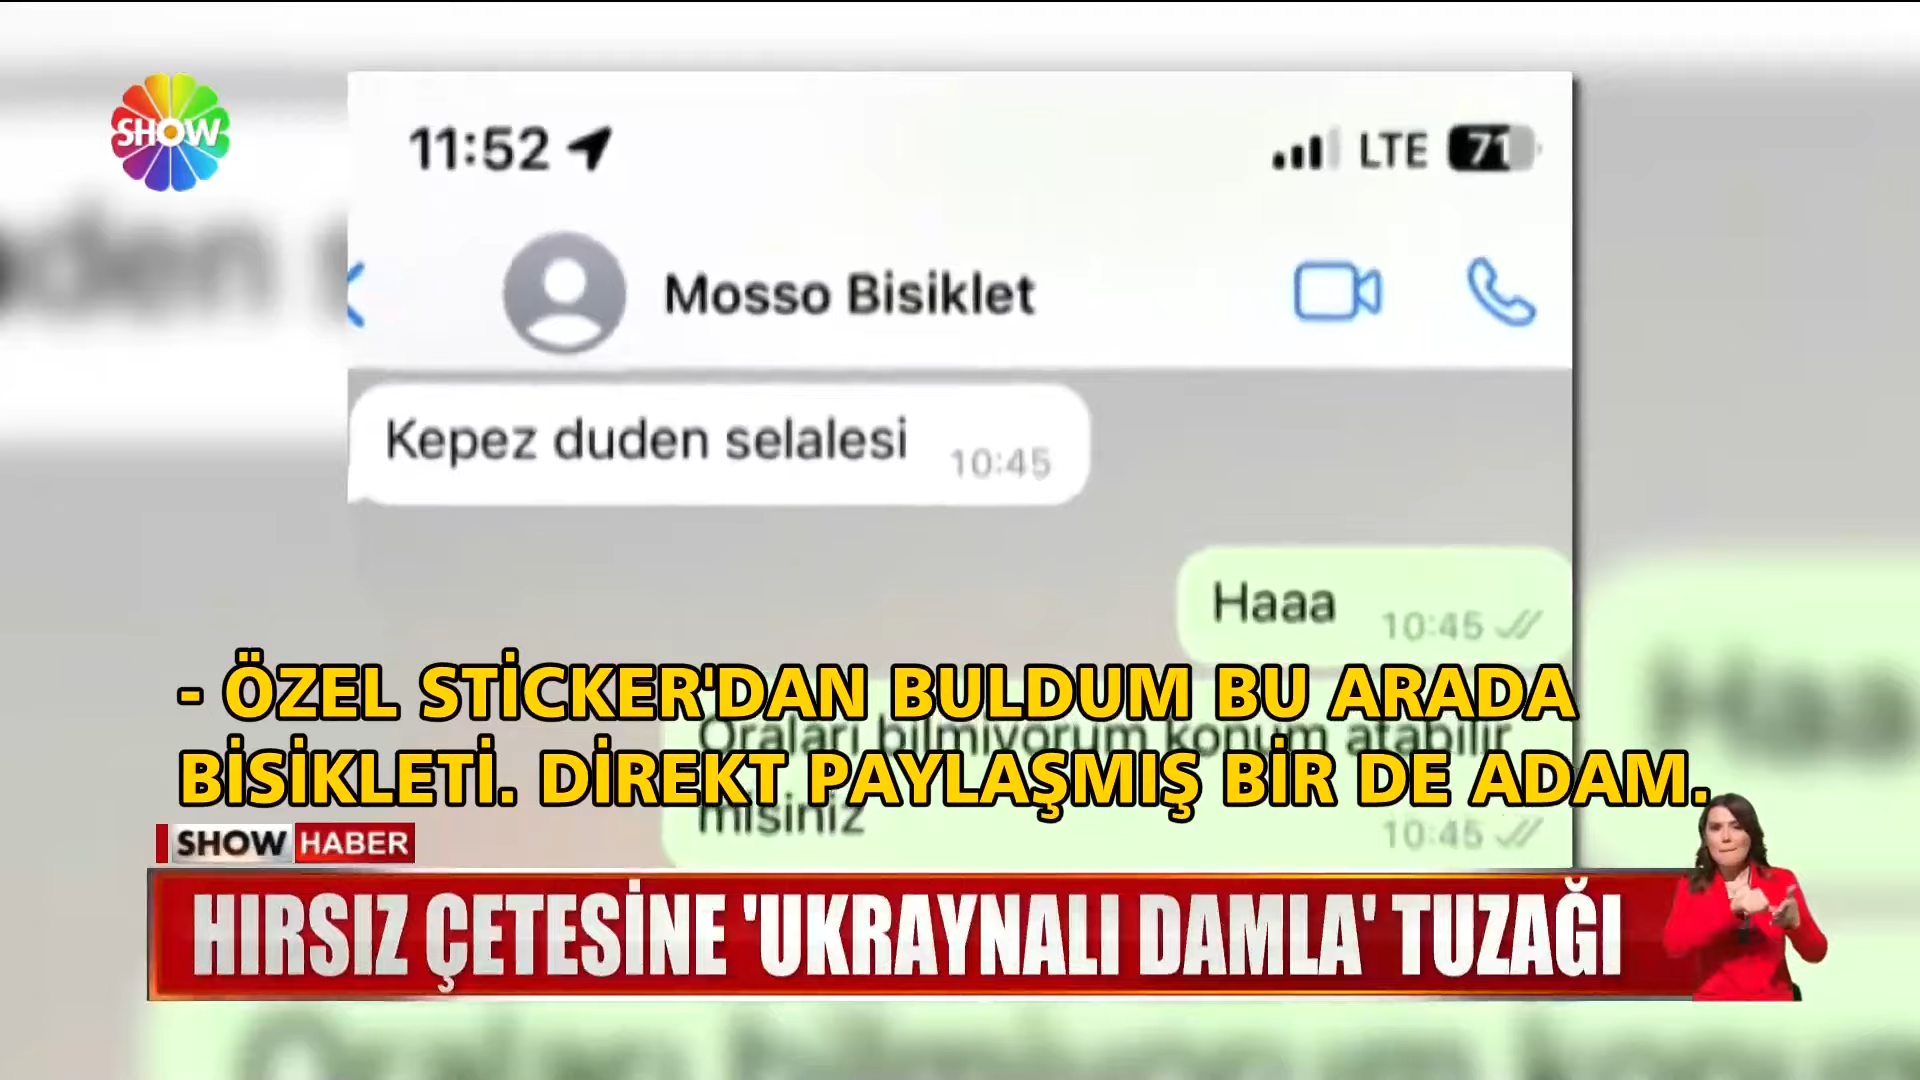 SHOW
11:52
LTE 71
Mosso Bisiklet
Kepez duden selalesi 10:45
Haaa 10:45
Oraları bilmiyorum konum atabilir
misiniz 10:45
- ÖZEL STİCKER'DAN BULDUM BU ARADA
BİSİKLETİ. DİREKT PAYLAŞMIŞ BİR DE ADAM.
SHOW HABER
HIRSIZ ÇETESİNE 'UKRAYNALI DAMLA' TUZAĞI